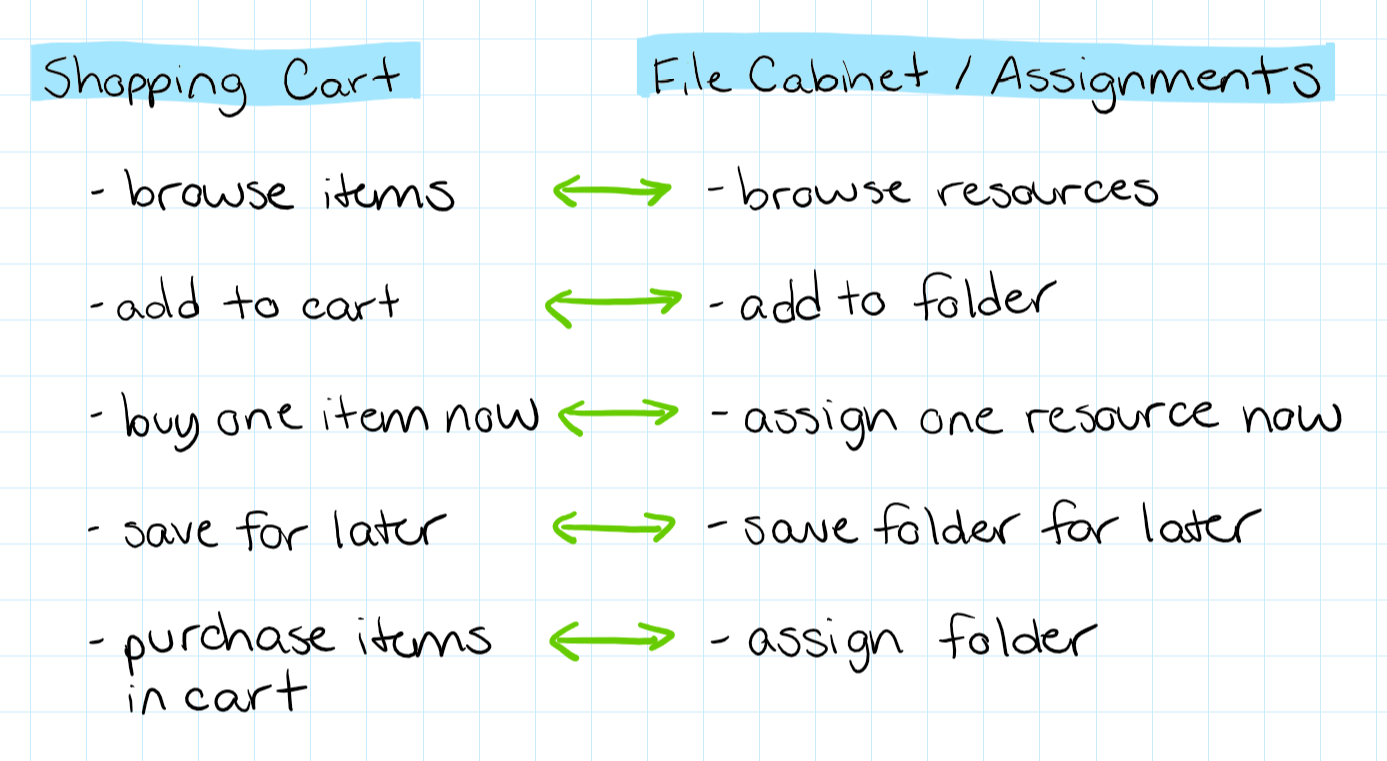 Shopping Cart
File Cabinet / Assignments
- browse items
- browse resources
- add to cart
- add to folder
- buy one item now
- assign one resource now
- save for later
- save folder for later
- purchase items
in cart
- assign folder